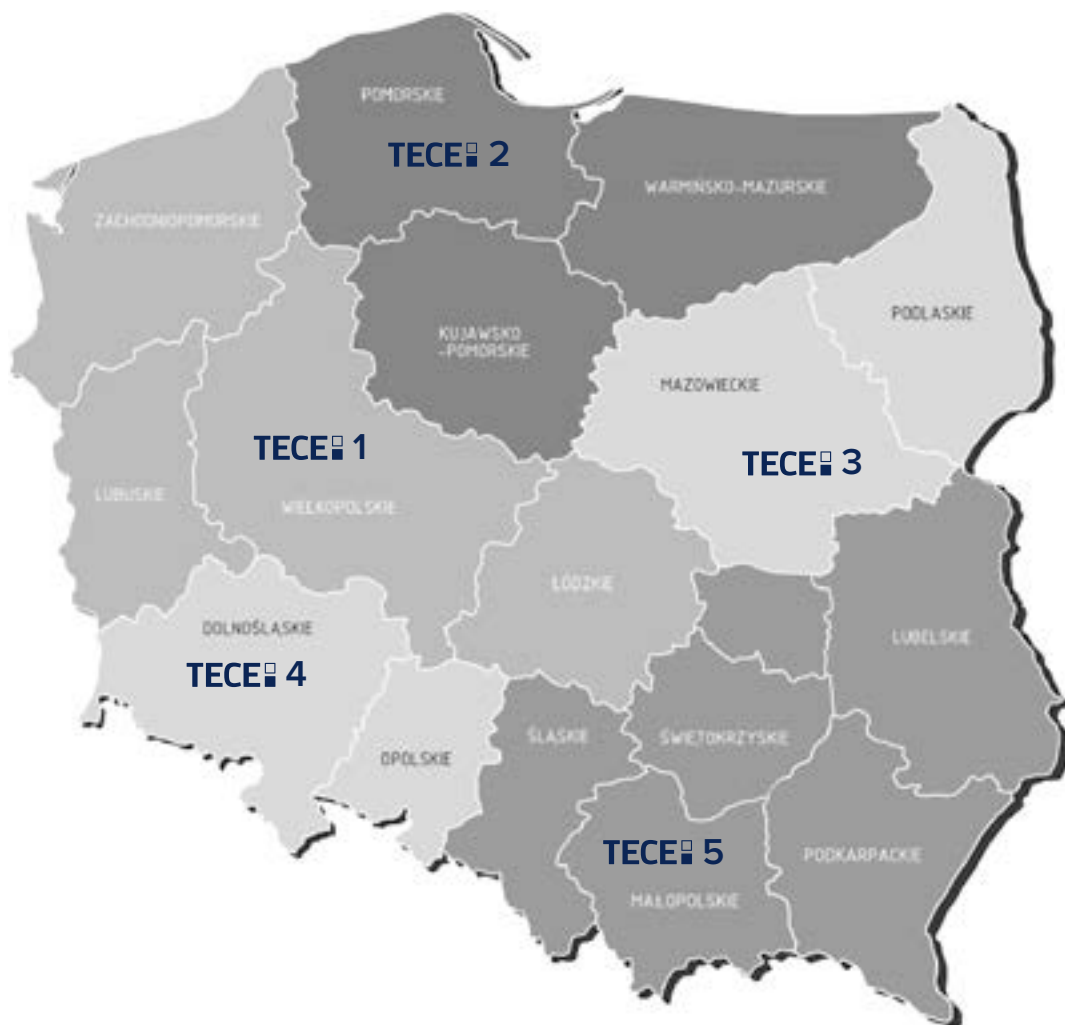 POMORSKIE
TECE 2
WARMIŃSKO-MAZURSKIE
ZACHODNIOPOMORSKIE
PODLASKIE
KUJAWSKO
-POMORSKIE
MAZOWIECKIE
TECE 1
TECE 3
LUBUSKIE
WIELKOPOLSKIE
ŁÓDZKIE
DOLNOŚLĄSKIE
LUBELSKIE
TECE 4
ŚLĄSKIE
ŚWIĘTOKRZYSKIE
OPOLSKIE
TECE 5
PODKARPACKIE
MAŁOPOLSKIE